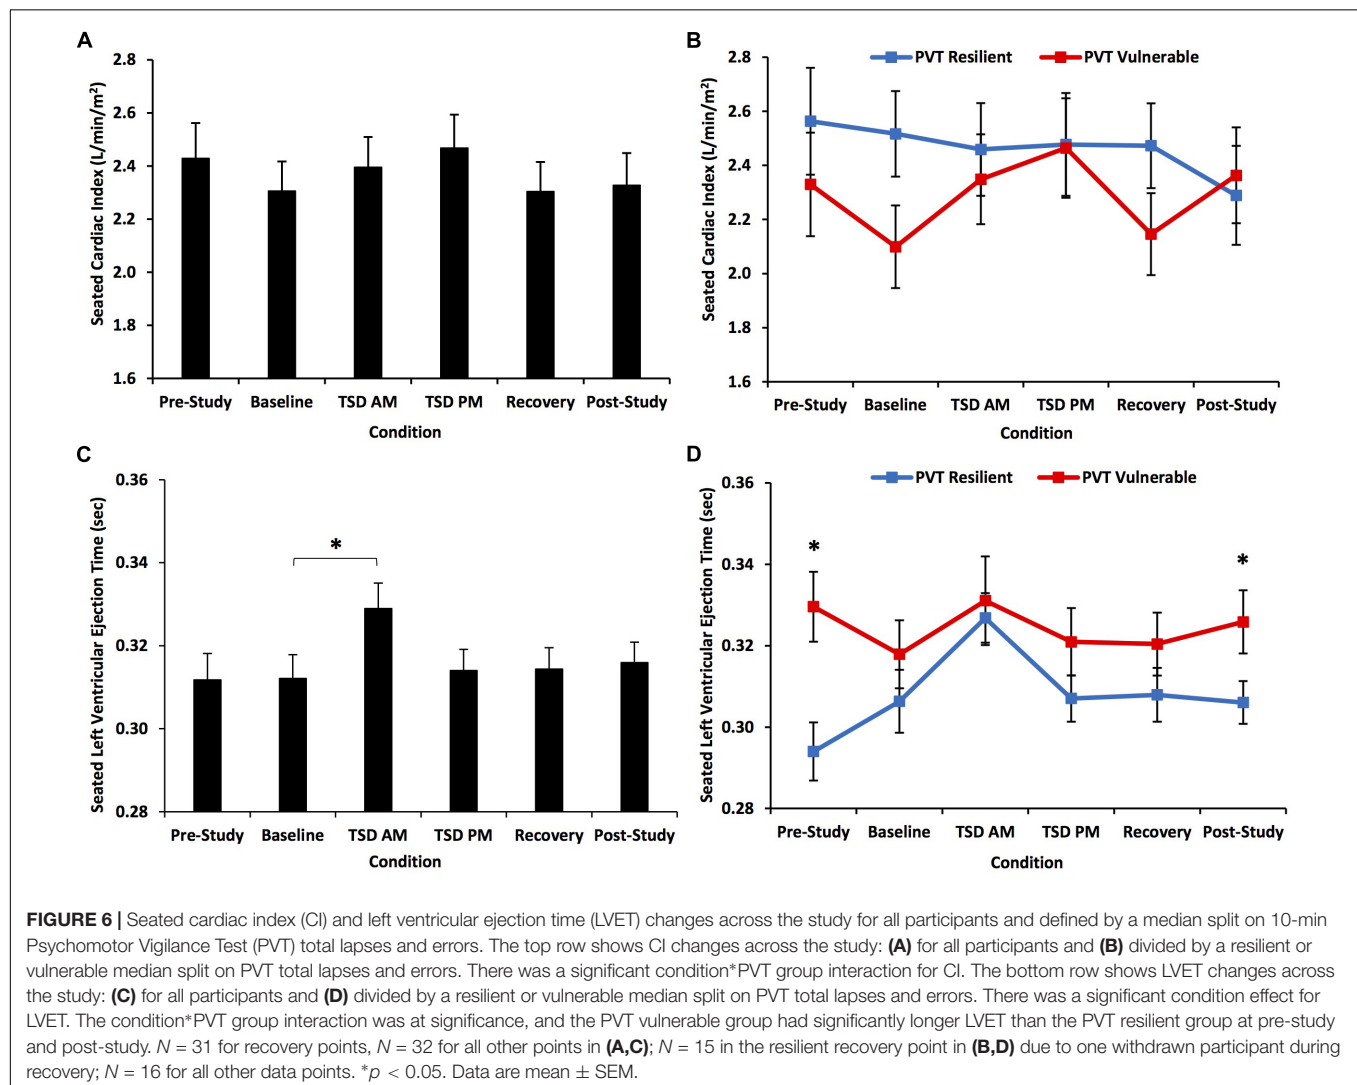 A
2.8
2.6
2.4
2.2
2.0
1.8
1.6
Seated Cardiac Index (L/min/m²)
Pre-Study Baseline TSD AM TSD PM Recovery Post-Study
Condition
B
PVT Resilient PVT Vulnerable
2.8
2.6
2.4
2.2
2.0
1.8
1.6
Seated Cardiac Index (L/min/m²)
Pre-Study Baseline TSD AM TSD PM Recovery Post-Study
Condition
C
0.36
0.34
0.32
0.30
0.28
Seated Left Ventricular Ejection Time (sec)
*
Pre-Study Baseline TSD AM TSD PM Recovery Post-Study
Condition
D
PVT Resilient PVT Vulnerable
0.36
0.34
0.32
0.30
0.28
Seated Left Ventricular Ejection Time (sec)
* *
Pre-Study Baseline TSD AM TSD PM Recovery Post-Study
Condition
FIGURE 6 | Seated cardiac index (CI) and left ventricular ejection time (LVET) changes across the study for all participants and defined by a median split on 10-min
Psychomotor Vigilance Test (PVT) total lapses and errors. The top row shows CI changes across the study: (A) for all participants and (B) divided by a resilient or
vulnerable median split on PVT total lapses and errors. There was a significant condition*PVT group interaction for CI. The bottom row shows LVET changes across
the study: (C) for all participants and (D) divided by a resilient or vulnerable median split on PVT total lapses and errors. There was a significant condition effect for
LVET. The condition*PVT group interaction was at significance, and the PVT vulnerable group had significantly longer LVET than the PVT resilient group at pre-study
and post-study. N = 31 for recovery points, N = 32 for all other points in (A,C); N = 15 in the resilient recovery point in (B,D) due to one withdrawn participant during
recovery; N = 16 for all other data points. *p < 0.05. Data are mean ± SEM.